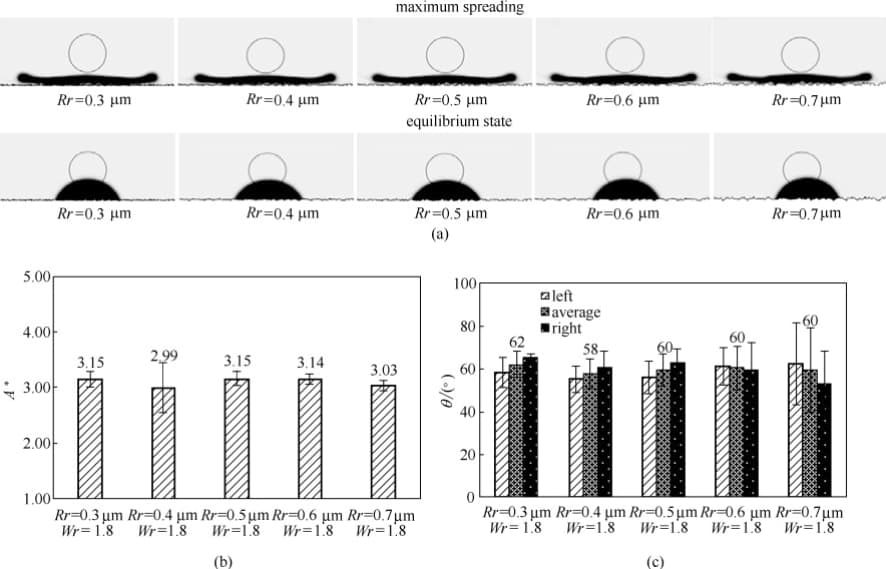 maximum spreading
Rr=0.3 μm Rr=0.4 μm Rr=0.5 μm Rr=0.6 μm Rr=0.7μm
equilibrium state
Rr=0.3 μm Rr=0.4 μm Rr=0.5 μm Rr=0.6 μm Rr=0.7μm
(a)
5.00
4.00
3.00
2.00
1.00
A*
3.15 2.99 3.15 3.14 3.03
Rr=0.3 μm Rr=0.4 μm Rr=0.5 μm Rr=0.6 μm Rr=0.7μm
Wr= 1.8 Wr=1.8 Wr=1.8 Wr=1.8 Wr=1.8
(b)
100
80
60
40
20
0
θ/(°)
left
average
right
62 58 60 60 60
Rr=0.3 μm Rr=0.4 μm Rr=0.5 μm Rr=0.6 μm Rr=0.7μm
Wr= 1.8 Wr=1.8 Wr=1.8 Wr=1.8 Wr=1.8
(c)